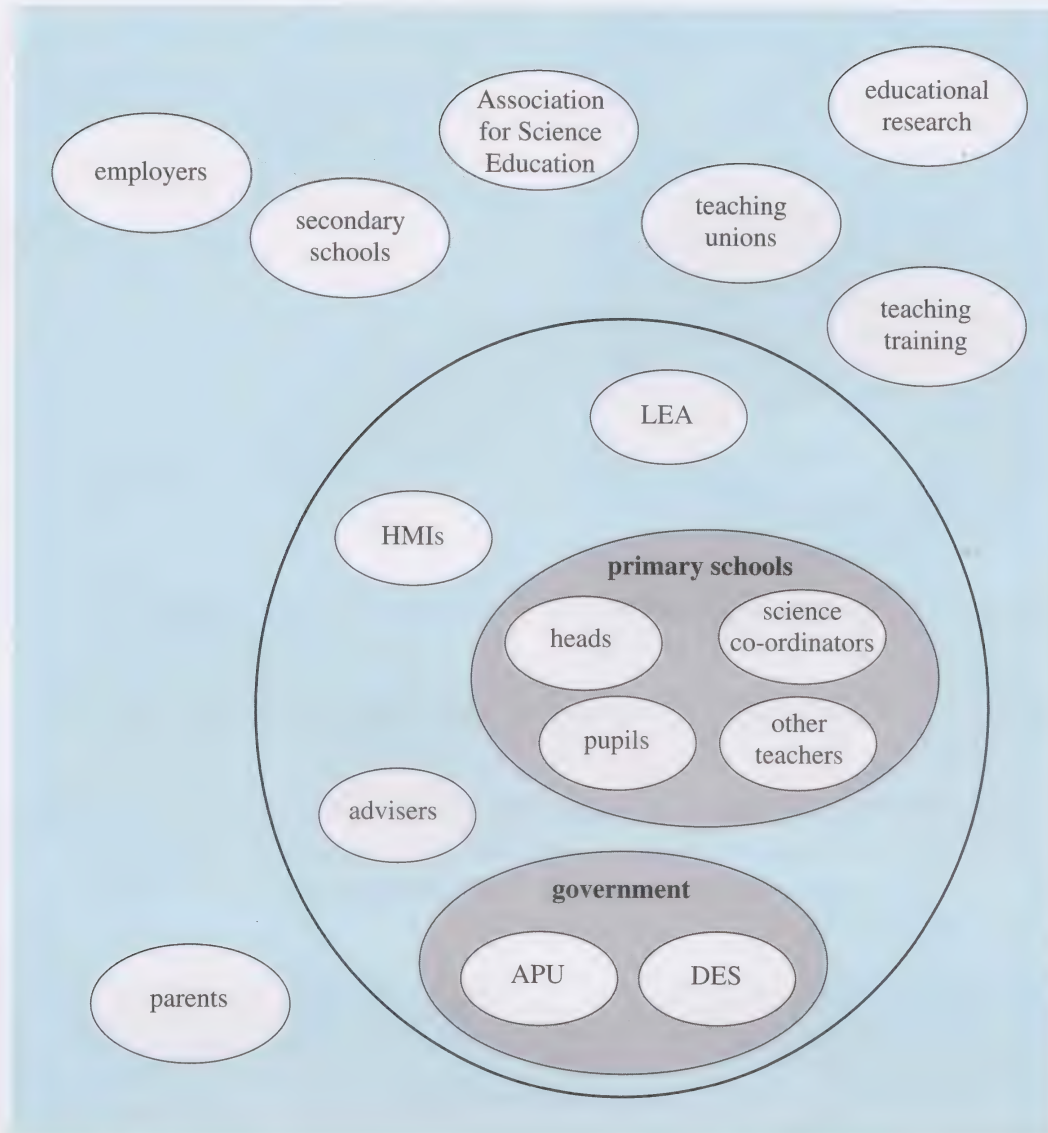 Association
for Science
Education
educational
research
employers
secondary
schools
teaching
unions
teaching
training
LEA
HMIs
primary schools
heads
science
co-ordinators
pupils
other
teachers
advisers
government
APU
DES
parents